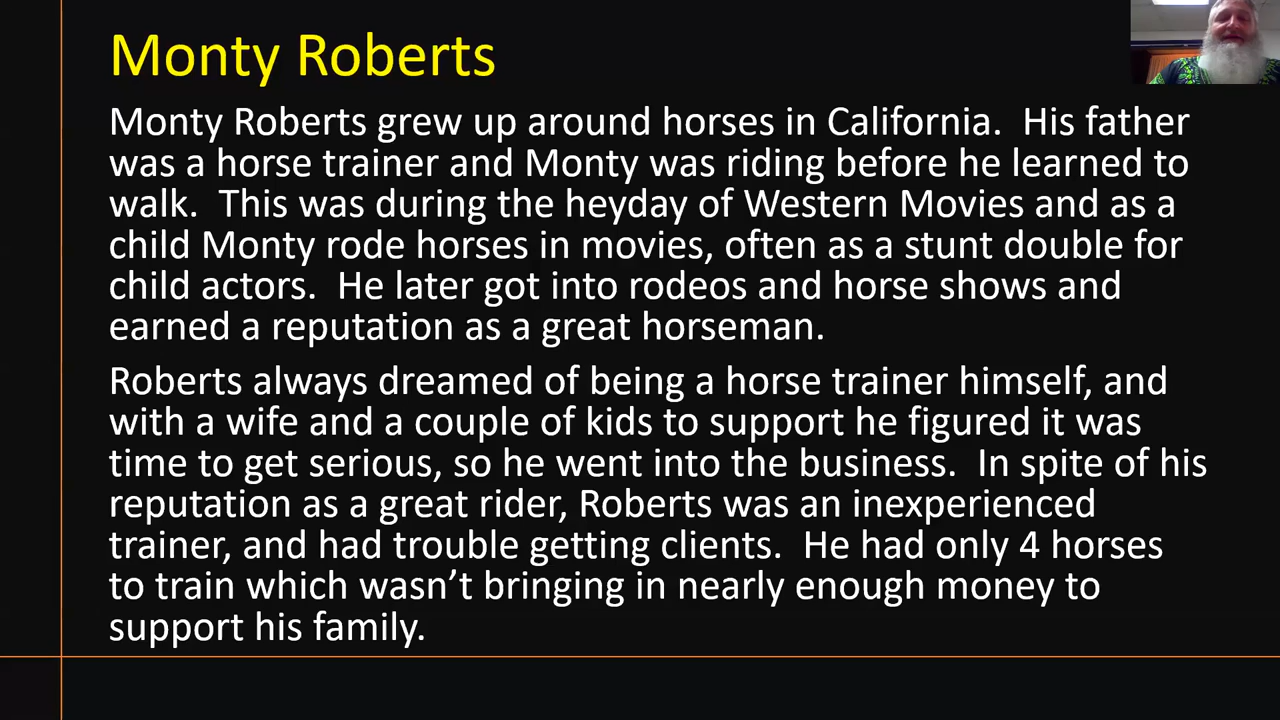 Monty Roberts
Monty Roberts grew up around horses in California.  His father
was a horse trainer and Monty was riding before he learned to
walk.  This was during the heyday of Western Movies and as a
child Monty rode horses in movies, often as a stunt double for
child actors.  He later got into rodeos and horse shows and
earned a reputation as a great horseman.
Roberts always dreamed of being a horse trainer himself, and
with a wife and a couple of kids to support he figured it was
time to get serious, so he went into the business.  In spite of his
reputation as a great rider, Roberts was an inexperienced
trainer, and had trouble getting clients.  He had only 4 horses
to train which wasn’t bringing in nearly enough money to
support his family.